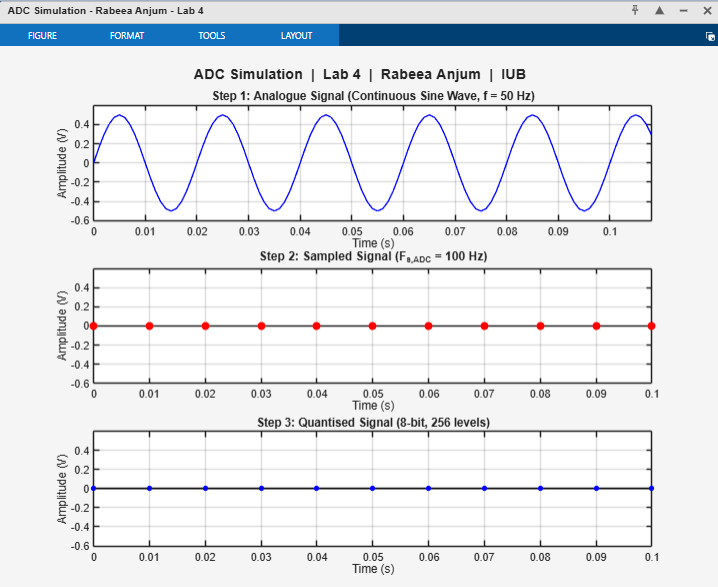 ADC Simulation - Rabeea Anjum - Lab 4
FIGURE FORMAT TOOLS LAYOUT
ADC Simulation | Lab 4 | Rabeea Anjum | IUB
Step 1: Analogue Signal (Continuous Sine Wave, f = 50 Hz)
Amplitude (V)
0.4
0.2
0
-0.2
-0.4
-0.6
0 0.01 0.02 0.03 0.04 0.05 0.06 0.07 0.08 0.09 0.1
Time (s)
Step 2: Sampled Signal (Fs,ADC = 100 Hz)
Amplitude (V)
0.4
0.2
0
-0.2
-0.4
-0.6
0 0.01 0.02 0.03 0.04 0.05 0.06 0.07 0.08 0.09 0.1
Time (s)
Step 3: Quantised Signal (8-bit, 256 levels)
Amplitude (V)
0.4
0.2
0
-0.2
-0.4
-0.6
0 0.01 0.02 0.03 0.04 0.05 0.06 0.07 0.08 0.09 0.1
Time (s)